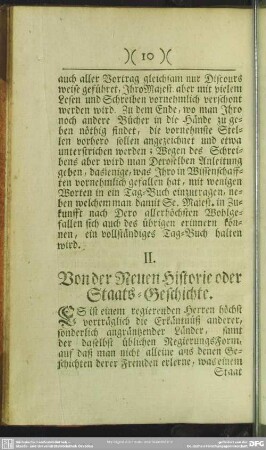 )( 10 )(
auch aller Vortrag gleichsam nur Discours
weise geführet, Ihro Majest aber mit vielem
Lesen und Schreiben vornehmlich verschont
werden wird. Zu dem Ende, wo man Ihro
noch andere Bücher in die Hände zu ge-
ben nöthig findet, die vornehmste Stel-
len vorhero sollen angezeichnet und etwa
unterstrichen werden; Wegen des Schrei-
bens aber wird man Deroselben Anleitung
geben, dasjenige, was Ihro in Wissenschaff-
ten vornehmlich gefallen hat, mit wenigen
Worten in ein Tag-Buch einzutragen, ne-
ben welchem man damit Se. Majest. in Zu-
kunfft nach Dero allerhöchsten Wohlge-
fallen sich auch des übrigen erinnern kön-
nen, ein vollständiges Tag-Buch halten
wird.
II.
Von der Neuen Historie oder
Staats-Geschichte.
ES ist einem regierenden Herren höchst
vorträglich die Erkäntnüß anderer,
sonderlich angräntzender Länder, samt
der daselbst üblichen Regierungs-Form,
auf daß man nicht alleine aus denen Ge-
schichten derer Fremden erlerne, was einem
Staat